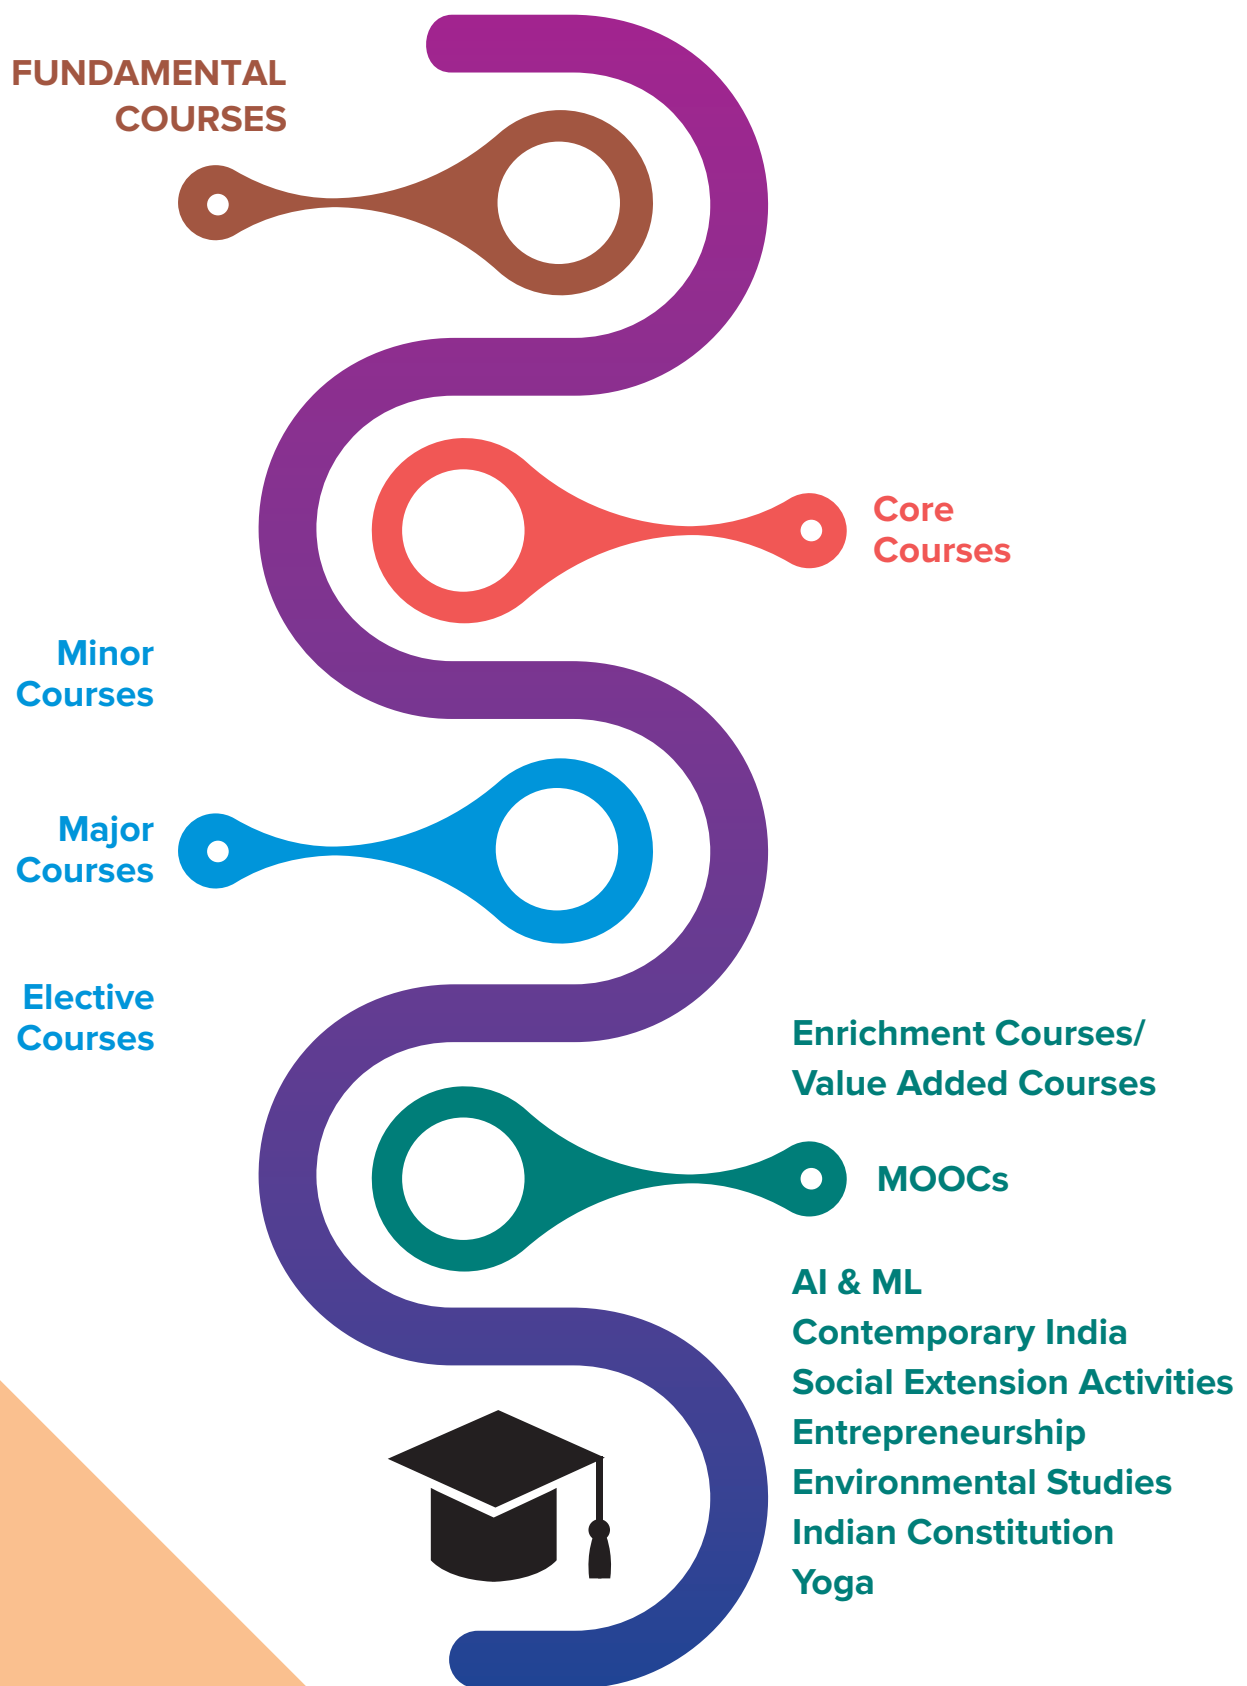 FUNDAMENTAL
COURSES
Core
Courses
Minor
Courses
Major
Courses
Elective
Courses
Enrichment Courses/
Value Added Courses
MOOCs
AI & ML
Contemporary India
Social Extension Activities
Entrepreneurship
Environmental Studies
Indian Constitution
Yoga